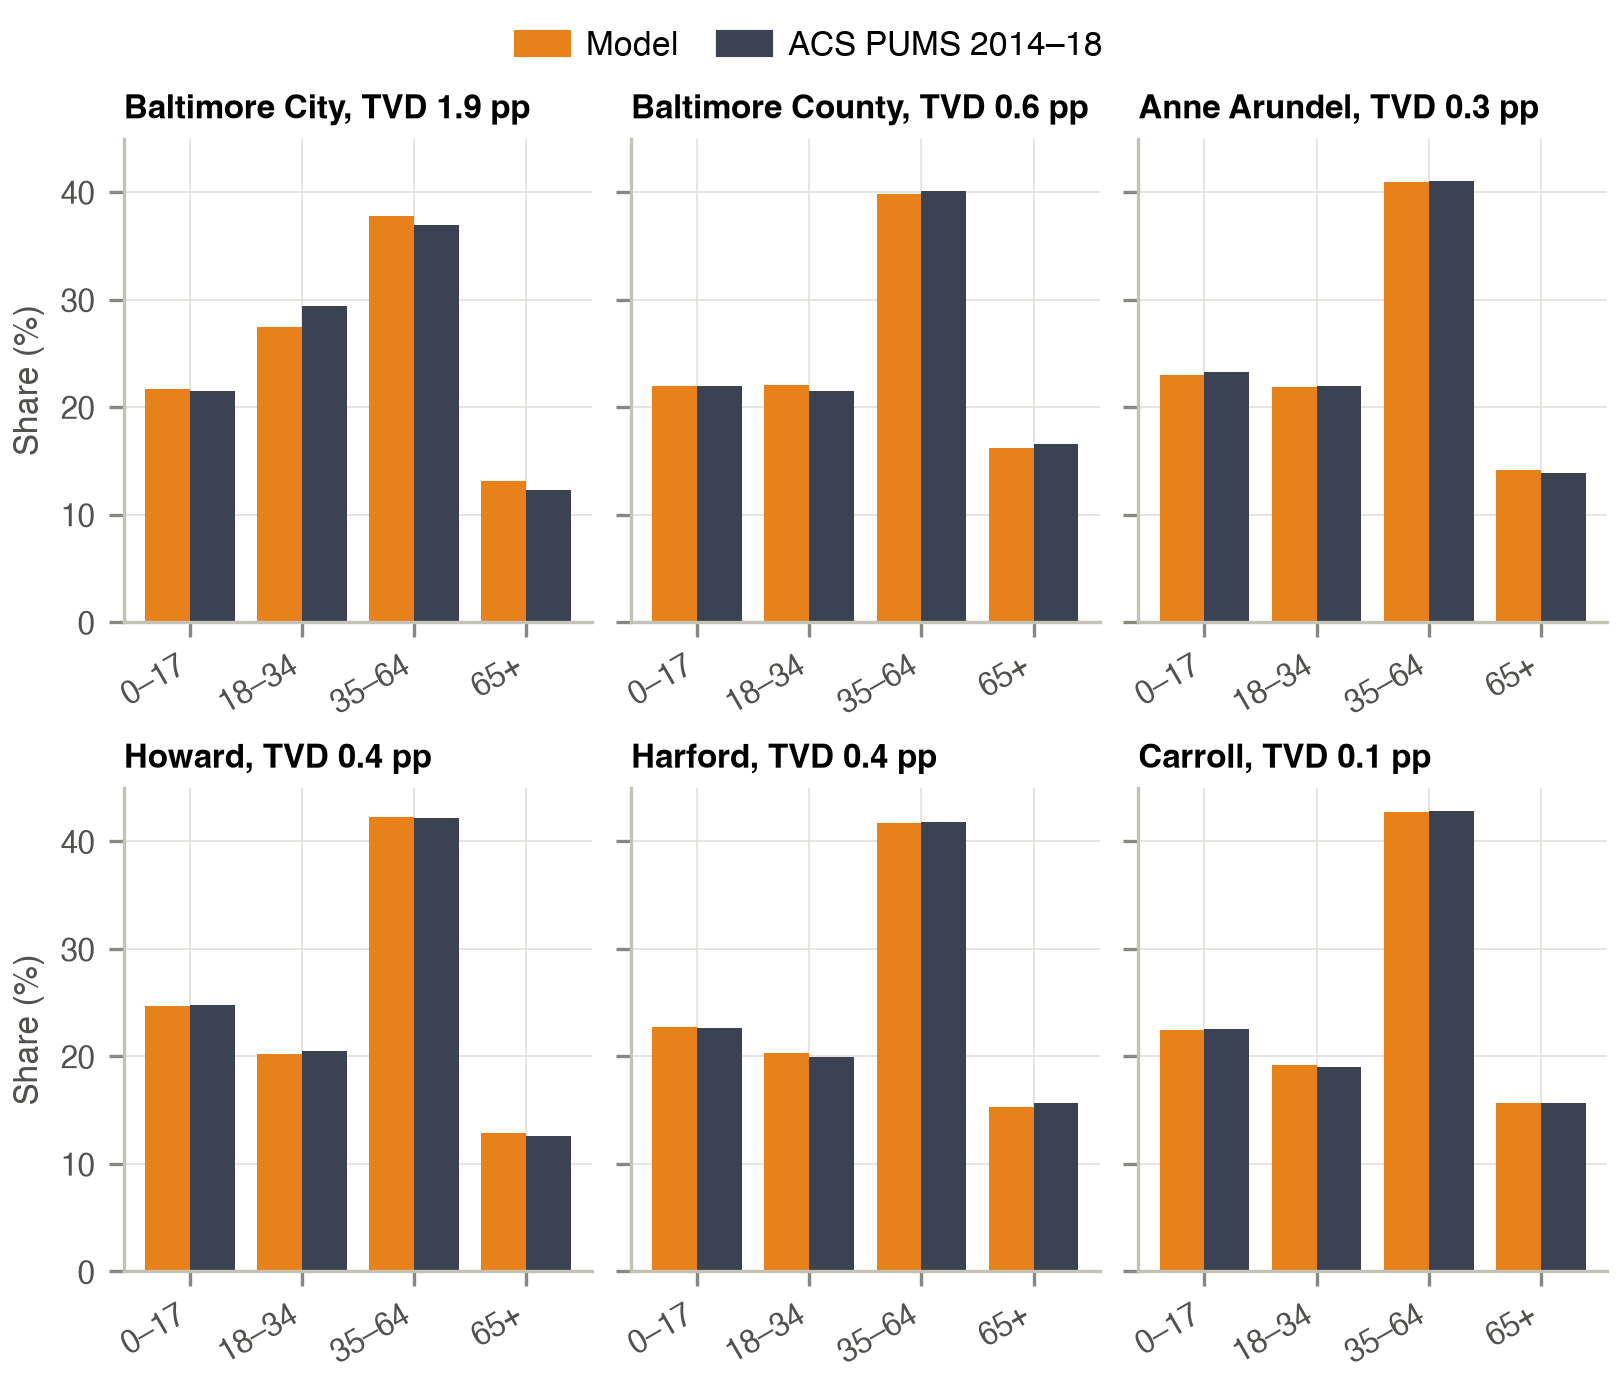 Model ACS PUMS 2014–18
Baltimore City, TVD 1.9 pp
Baltimore County, TVD 0.6 pp
Anne Arundel, TVD 0.3 pp
Share (%)
40
30
20
10
0
0–17 18–34 35–64 65+
0–17 18–34 35–64 65+
0–17 18–34 35–64 65+
Howard, TVD 0.4 pp
Harford, TVD 0.4 pp
Carroll, TVD 0.1 pp
Share (%)
40
30
20
10
0
0–17 18–34 35–64 65+
0–17 18–34 35–64 65+
0–17 18–34 35–64 65+